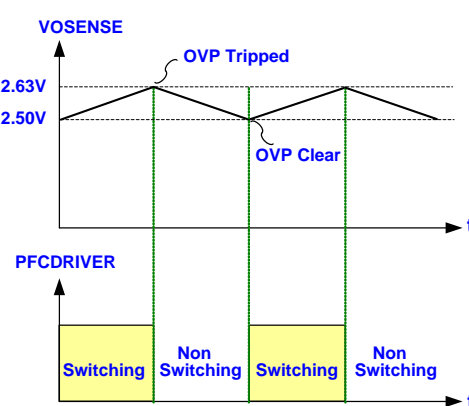 VOSENSE
OVP Tripped
2.63V
2.50V
OVP Clear
t
PFCDRIVER
Switching
Non
Switching
Switching
Non
Switching
t